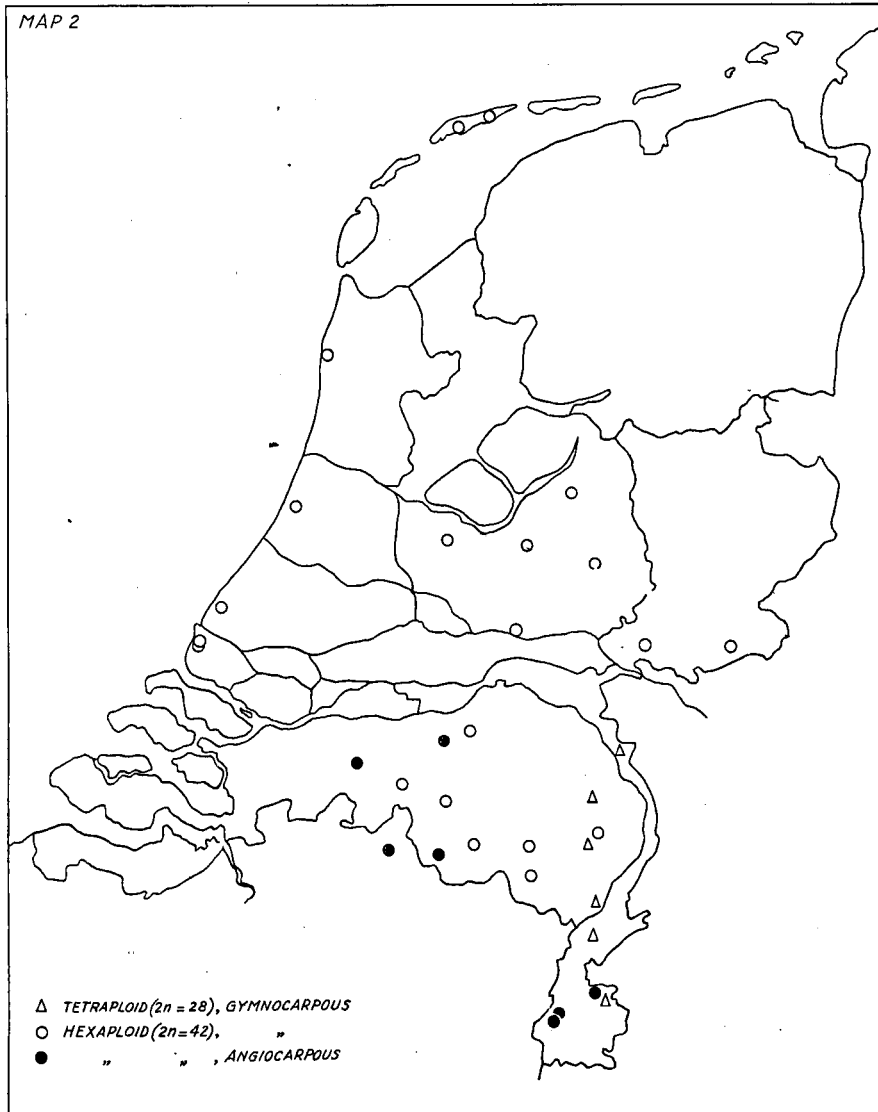 MAP 2
△ TETRAPLOID (2n = 28), GYMNOCARPOUS
○ HEXAPLOID (2n=42), „
● „ „ , ANGIOCARPOUS